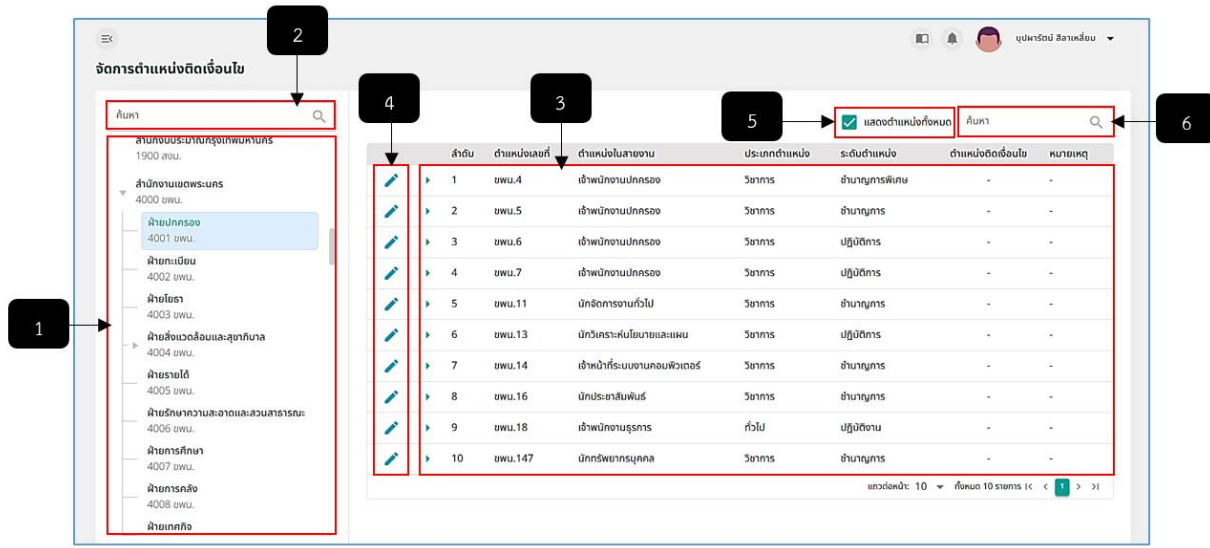 2
บุปผารัตน์ สีลาเหลี่ยม
จัดการตำแหน่งติดเงื่อนไข
4
3
5
6
1
ค้นหา
สำนักงบประมาณกรุงเทพมหานคร
1900 สงม.
สำนักงานเขตพระนคร
4000 ขพน.
ฝ่ายปกครอง
4001 ขพน.
ฝ่ายทะเบียน
4002 ขพน.
ฝ่ายโยธา
4003 ขพน.
ฝ่ายสิ่งแวดล้อมและสุขาภิบาล
4004 ขพน.
ฝ่ายรายได้
4005 ขพน.
ฝ่ายรักษาความสะอาดและสวนสาธารณะ
4006 ขพน.
ฝ่ายการศึกษา
4007 ขพน.
ฝ่ายการคลัง
4008 ขพน.
ฝ่ายเทศกิจ
แสดงตำแหน่งทั้งหมด ค้นหา
ลำดับ ตำแหน่งเลขที่ ตำแหน่งในสายงาน ประเภทตำแหน่ง ระดับตำแหน่ง ตำแหน่งติดเงื่อนไข หมายเหตุ
1 ขพน.4 เจ้าพนักงานปกครอง วิชาการ ชำนาญการพิเศษ - -
2 ขพน.5 เจ้าพนักงานปกครอง วิชาการ ชำนาญการ - -
3 ขพน.6 เจ้าพนักงานปกครอง วิชาการ ปฏิบัติการ - -
4 ขพน.7 เจ้าพนักงานปกครอง วิชาการ ปฏิบัติการ - -
5 ขพน.11 นักจัดการงานทั่วไป วิชาการ ชำนาญการ - -
6 ขพน.13 นักวิเคราะห์นโยบายและแผน วิชาการ ปฏิบัติการ - -
7 ขพน.14 เจ้าหน้าที่ระบบงานคอมพิวเตอร์ วิชาการ ชำนาญการ - -
8 ขพน.16 นักประชาสัมพันธ์ วิชาการ ชำนาญการ - -
9 ขพน.18 เจ้าพนักงานธุรการ ทั่วไป ปฏิบัติงาน - -
10 ขพน.147 นักทรัพยากรบุคคล วิชาการ ชำนาญการ - -
แถวต่อหน้า: 10 ทั้งหมด 10 รายการ |< < 1 > >|